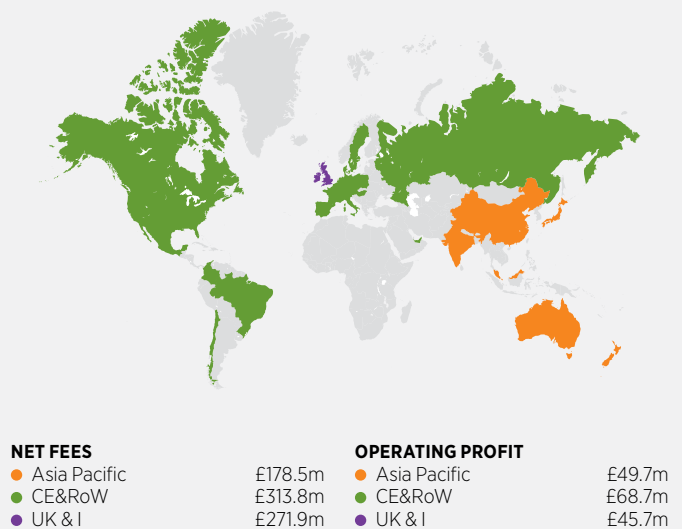 NET FEES
Asia Pacific £178.5m
CE&RoW £313.8m
UK & I £271.9m
OPERATING PROFIT
Asia Pacific £49.7m
CE&RoW £68.7m
UK & I £45.7m